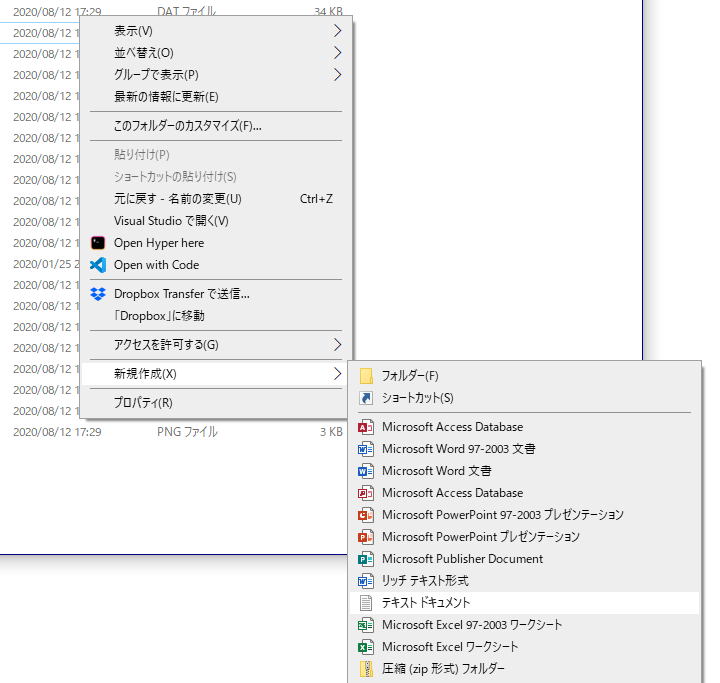 2020/08/12 17:29 DAT ファイル 34 KB
2020/08/12 1
2020/08/12 1
2020/08/12 1
2020/08/12 1
2020/08/12 1
2020/08/12 1
2020/08/12 1
2020/08/12 1
2020/08/12 1
2020/08/12 1
2020/08/12 1
2020/01/25 2
2020/08/12 1
2020/08/12 1
2020/08/12 1
2020/08/12 1
2020/08/12 1
2020/08/12 1
2020/08/12 1
2020/08/12 17:29 PNG ファイル 3 KB
表示(V)
並べ替え(O)
グループで表示(P)
最新の情報に更新(E)
このフォルダーのカスタマイズ(F)...
貼り付け(P)
ショートカットの貼り付け(S)
元に戻す - 名前の変更(U) Ctrl+Z
Visual Studio で開く(V)
Open Hyper here
Open with Code
Dropbox Transfer で送信...
「Dropbox」に移動
アクセスを許可する(G)
新規作成(X)
プロパティ(R)
フォルダー(F)
ショートカット(S)
Microsoft Access Database
Microsoft Word 97-2003 文書
Microsoft Word 文書
Microsoft Access Database
Microsoft PowerPoint 97-2003 プレゼンテーション
Microsoft PowerPoint プレゼンテーション
Microsoft Publisher Document
リッチ テキスト形式
テキスト ドキュメント
Microsoft Excel 97-2003 ワークシート
Microsoft Excel ワークシート
圧縮 (zip 形式) フォルダー